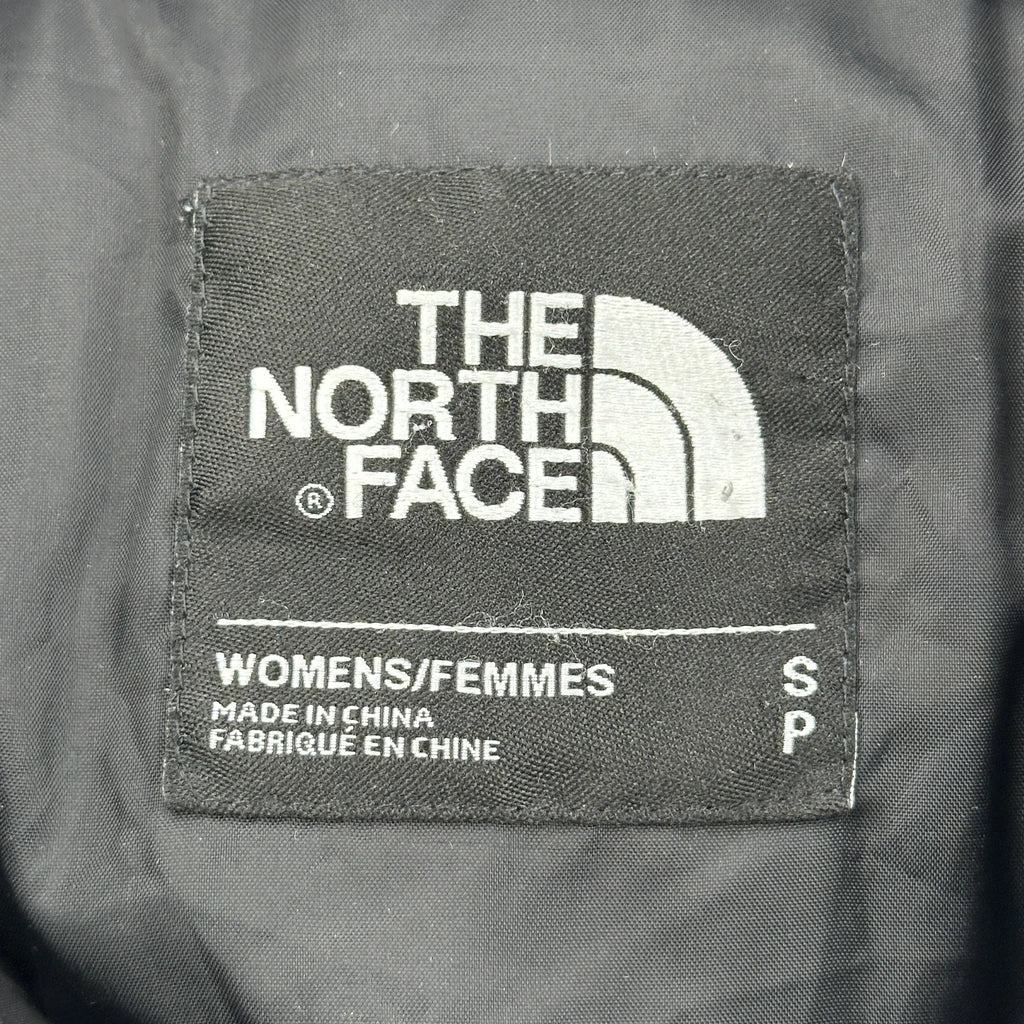 THE
NORTH
® FACE
WOMENS/FEMMES S
MADE IN CHINA P
FABRIQUÉ EN CHINE